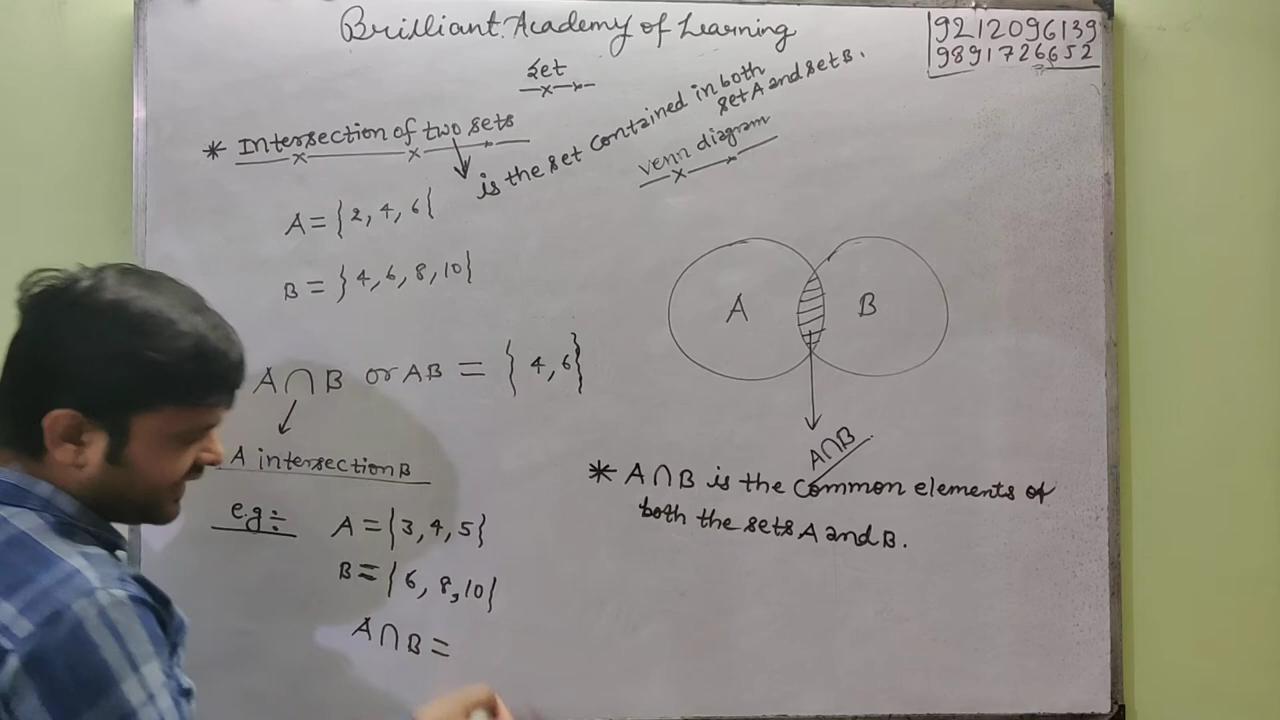 Brilliant Academy of Learning
9212096139
9891726652
Set
* Intersection of two sets
is the set contained in both
set A and set B.
venn diagram
A = {2, 4, 6}
B = {4, 6, 8, 10}
A B
A∩B or AB = {4, 6}
A intersection B
A∩B
* A∩B is the common elements of
both the sets A and B.
e.g:- A = {3, 4, 5}
B = {6, 8, 10}
A∩B =